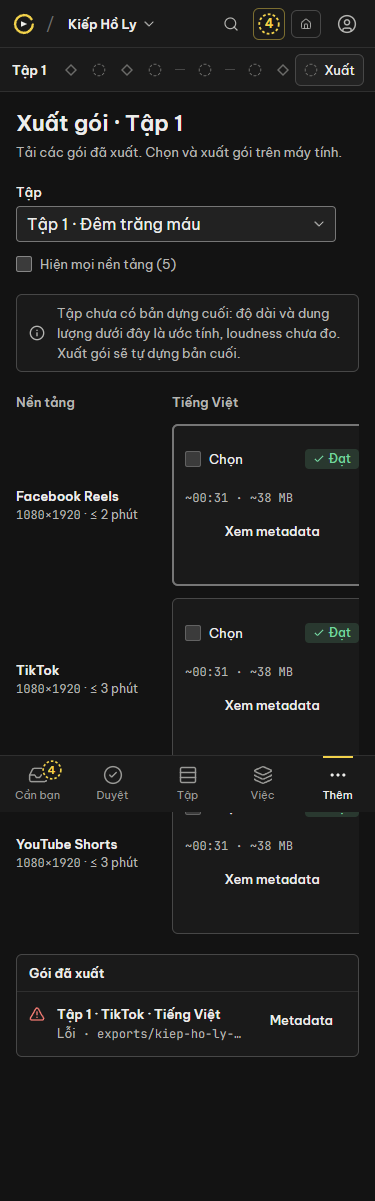 / Kiếp Hồ Ly
4
Tập 1
Xuất
Xuất gói · Tập 1
Tải các gói đã xuất. Chọn và xuất gói trên máy tính.
Tập
Tập 1 · Đêm trăng máu
Hiện mọi nền tảng (5)
Tập chưa có bản dựng cuối: độ dài và dung
lượng dưới đây là ước tính, loudness chưa đo.
Xuất gói sẽ tự dựng bản cuối.
Nền tảng
Tiếng Việt
Chọn
Đạt
Facebook Reels
1080×1920 · ≤ 2 phút
~00:31 · ~38 MB
Xem metadata
Chọn
Đạt
TikTok
1080×1920 · ≤ 3 phút
~00:31 · ~38 MB
Xem metadata
4
Cần bạn
Duyệt
Tập
Việc
Thêm
YouTube Shorts
1080×1920 · ≤ 3 phút
~00:31 · ~38 MB
Xem metadata
Gói đã xuất
Tập 1 · TikTok · Tiếng Việt
Lỗi · exports/kiep-ho-ly-…
Metadata